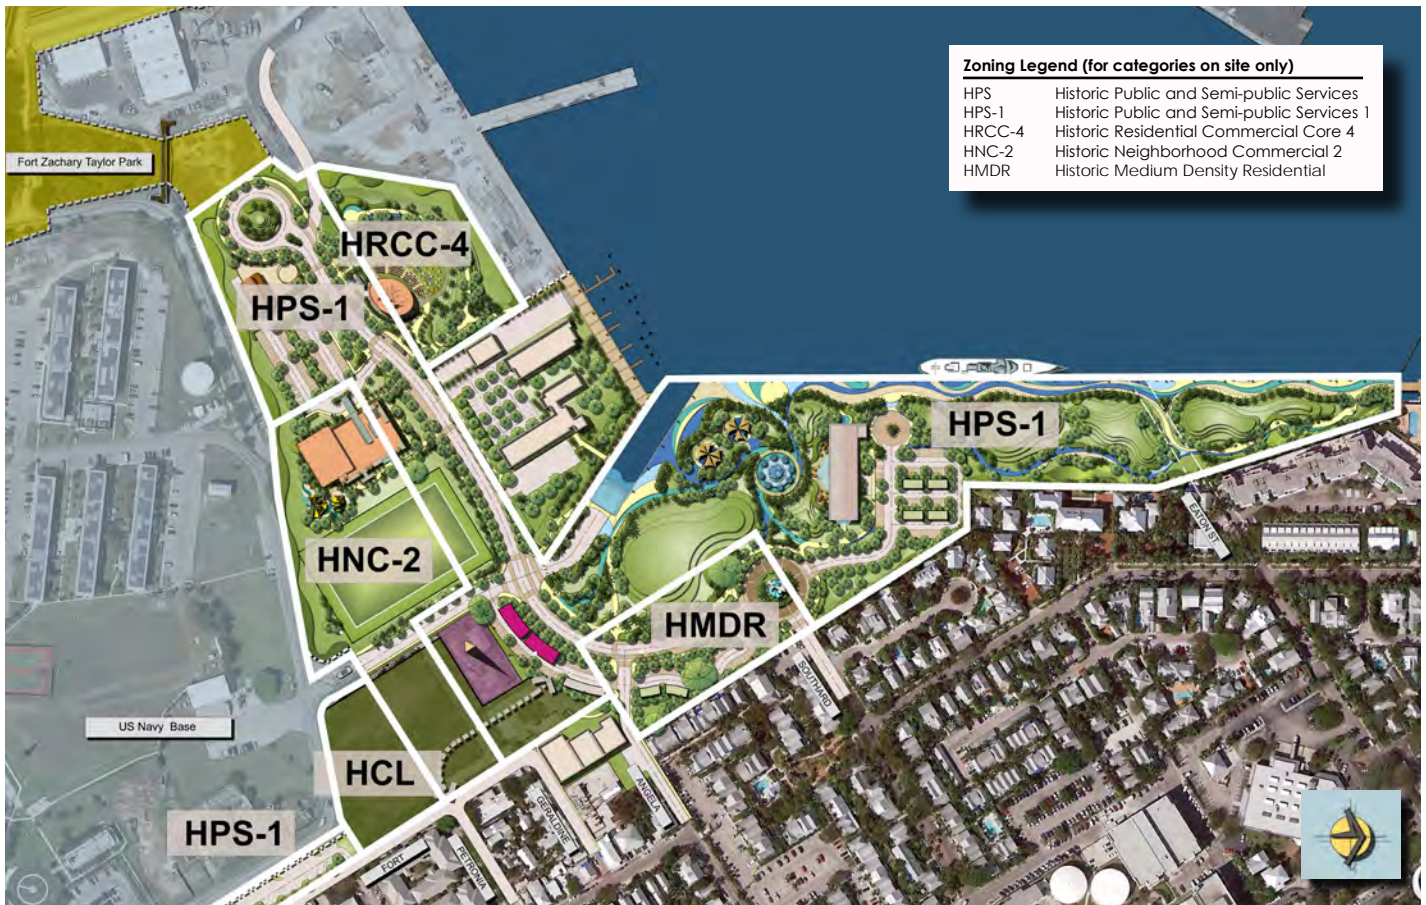 Zoning Legend (for categories on site only)
HPS Historic Public and Semi-public Services
HPS-1 Historic Public and Semi-public Services 1
HRCC-4 Historic Residential Commercial Core 4
HNC-2 Historic Neighborhood Commercial 2
HMDR Historic Medium Density Residential
Fort Zachary Taylor Park
HRCC-4
HPS-1
HPS-1
EATON ST
HNC-2
HMDR
SOUTHARD
US Navy Base
HCL
ANGELA
GERALDINE
HPS-1
FORT
PETRONIA